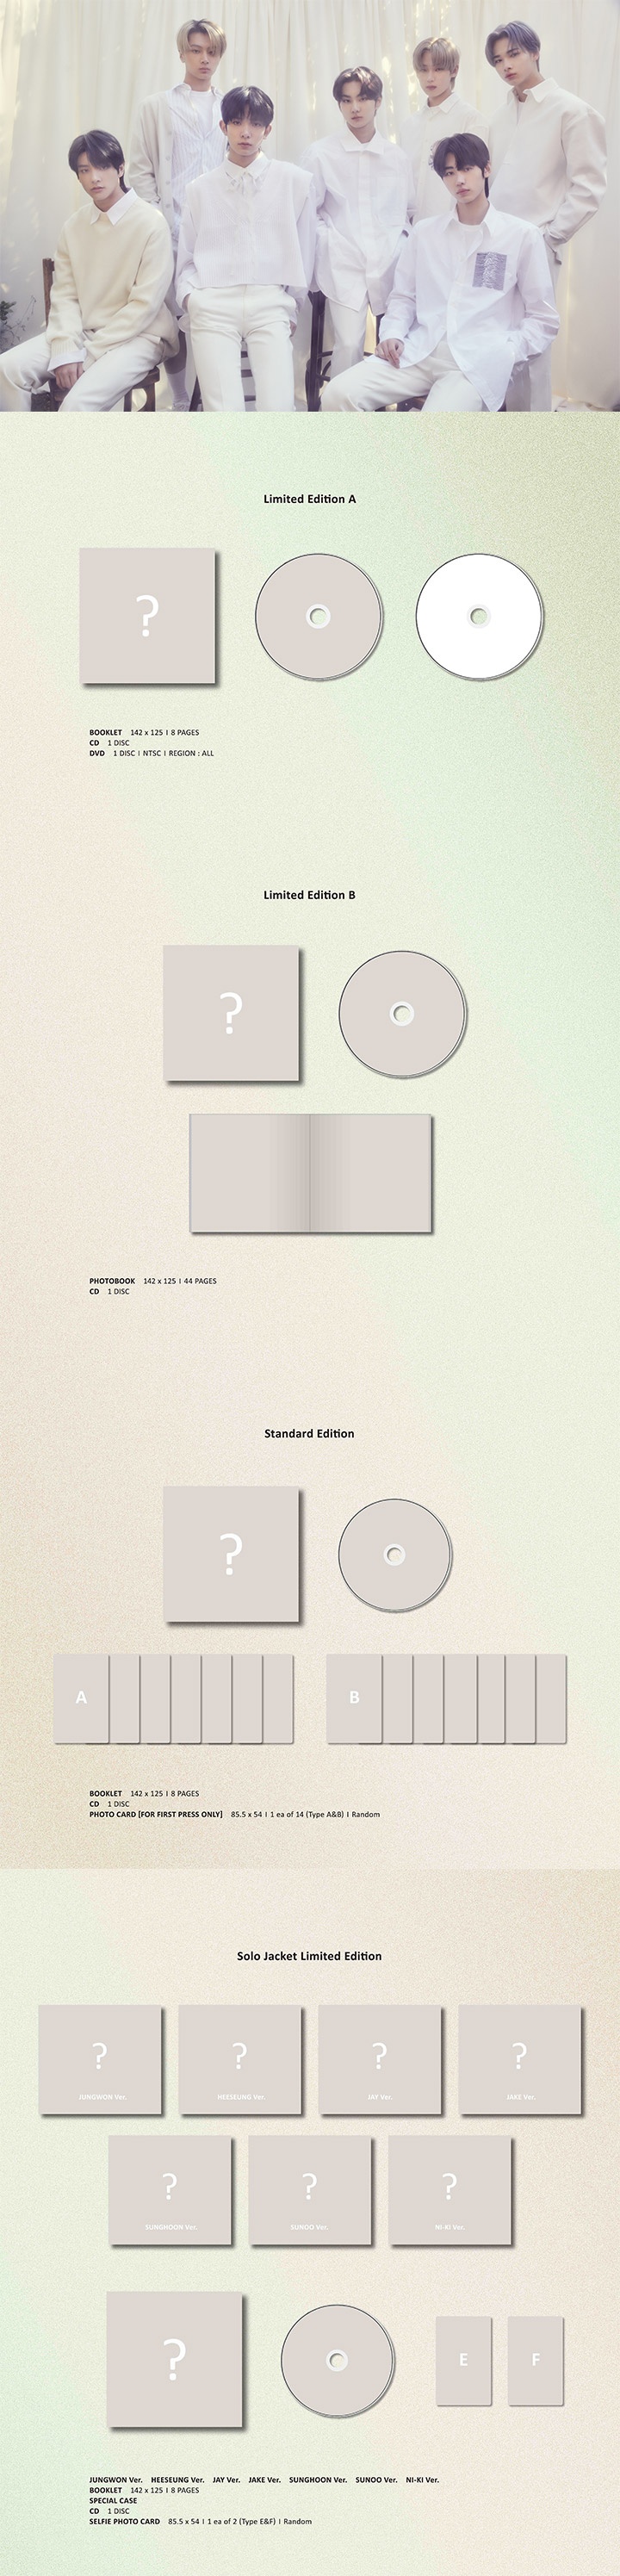 Limited Edition A
?
BOOKLET 142 x 125 I 8 PAGES
CD 1 DISC
DVD 1 DISC I NTSC I REGION : ALL
Limited Edition B
?
PHOTOBOOK 142 x 125 I 44 PAGES
CD 1 DISC
Standard Edition
?
A B
BOOKLET 142 x 125 I 8 PAGES
CD 1 DISC
PHOTO CARD [FOR FIRST PRESS ONLY] 85.5 x 54 I 1 ea of 14 (Type A&B) I Random
Solo Jacket Limited Edition
? ? ? ?
JUNGWON Ver. HEESEUNG Ver. JAY Ver. JAKE Ver.
? ? ?
SUNGHOON Ver. SUNOO Ver. NI-KI Ver.
? E F
JUNGWON Ver. HEESEUNG Ver. JAY Ver. JAKE Ver. SUNGHOON Ver. SUNOO Ver. NI-KI Ver.
BOOKLET 142 x 125 I 8 PAGES
SPECIAL CASE
CD 1 DISC
SELFIE PHOTO CARD 85.5 x 54 I 1 ea of 2 (Type E&F) I Random